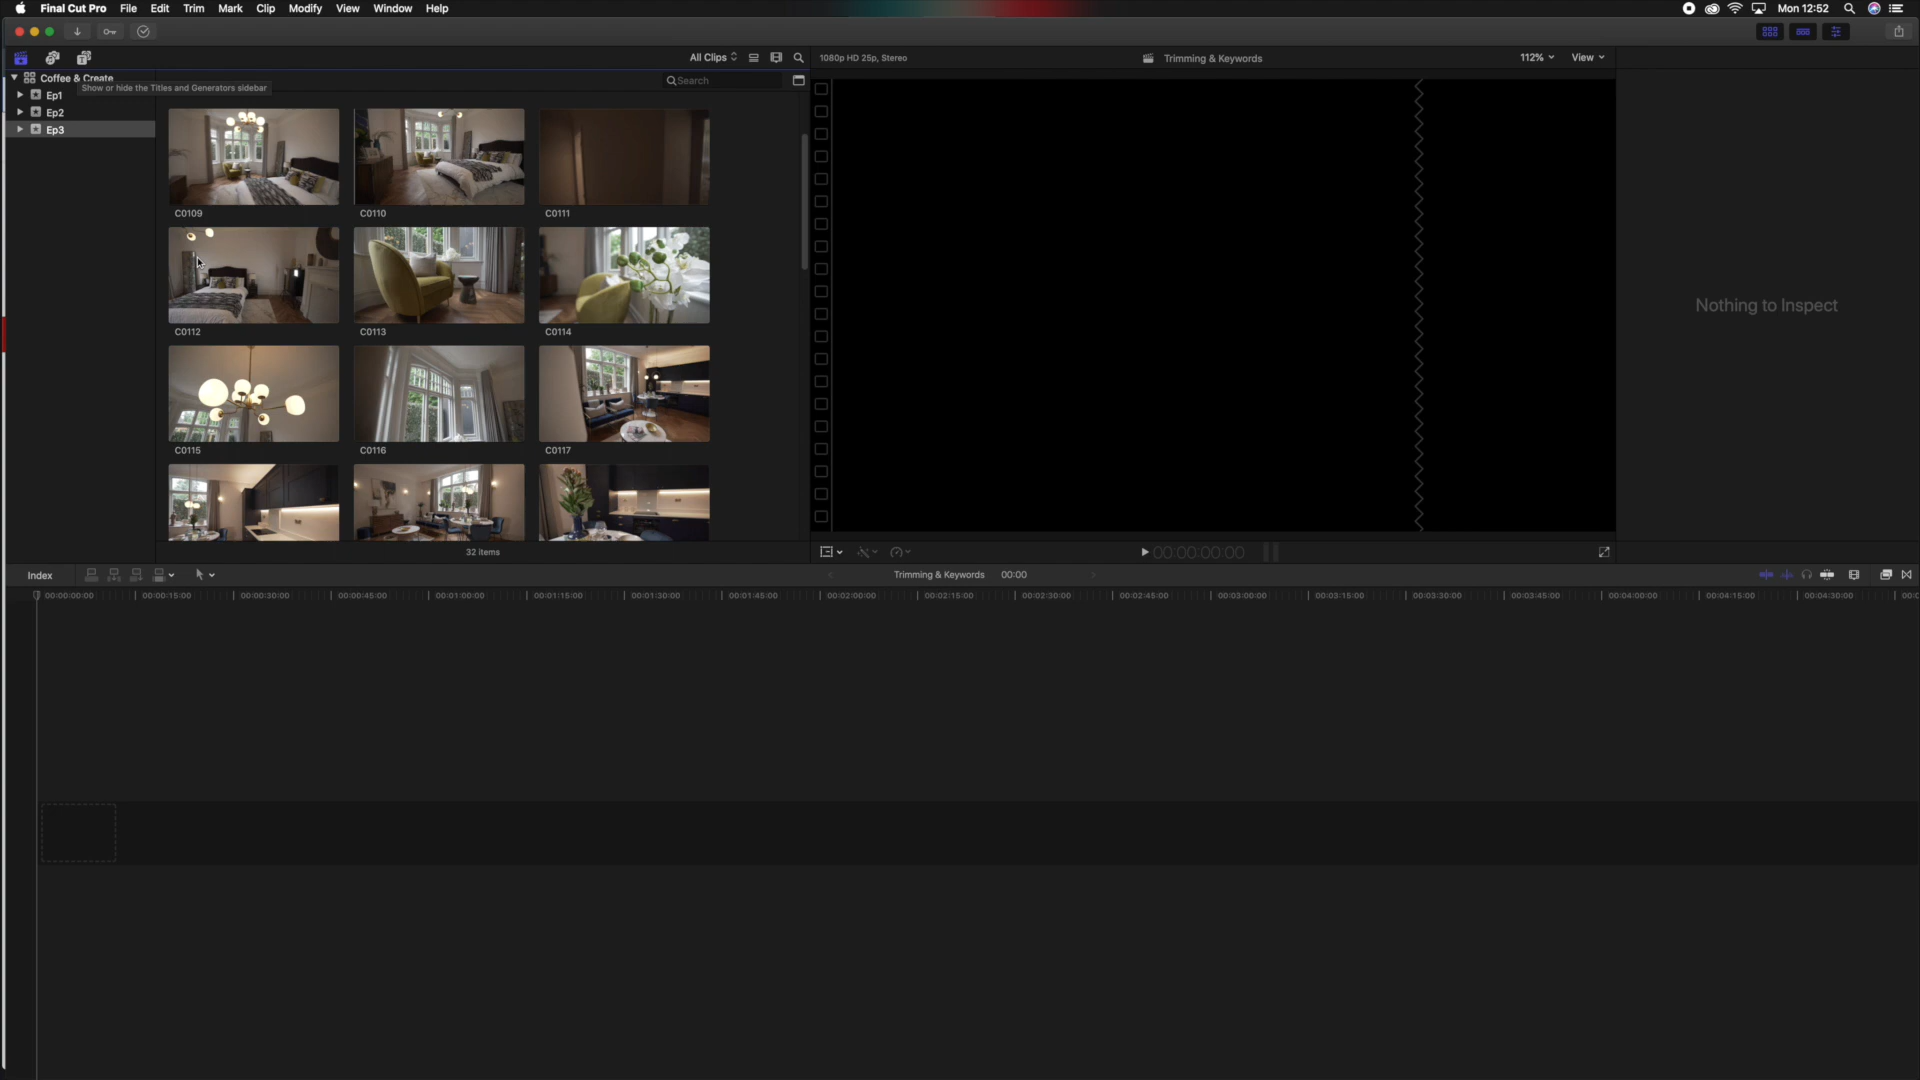 Final Cut Pro File Edit Trim Mark Clip Modify View Window Help Mon 12:52
All Clips 1080p HD 25p, Stereo Trimming & Keywords 112% View
Coffee & Create Search
Show or hide the Titles and Generators sidebar
Ep1
Ep2
Ep3
C0109 C0110 C0111
Nothing to Inspect
C0112 C0113 C0114
C0115 C0116 C0117
32 items 00:00:00:00
Index Trimming & Keywords 00:00
00:00:00:00 00:00:15:00 00:00:30:00 00:00:45:00 00:01:00:00 00:01:15:00 00:01:30:00 00:01:45:00 00:02:00:00 00:02:15:00 00:02:30:00 00:02:45:00 00:03:00:00 00:03:15:00 00:03:30:00 00:03:45:00 00:04:00:00 00:04:15:00 00:04:30:00